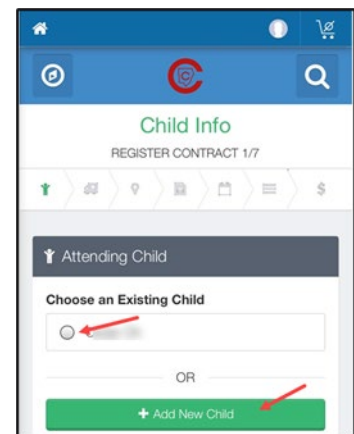 Child Info
REGISTER CONTRACT 1/7
$
Attending Child
Choose an Existing Child
OR
+ Add New Child